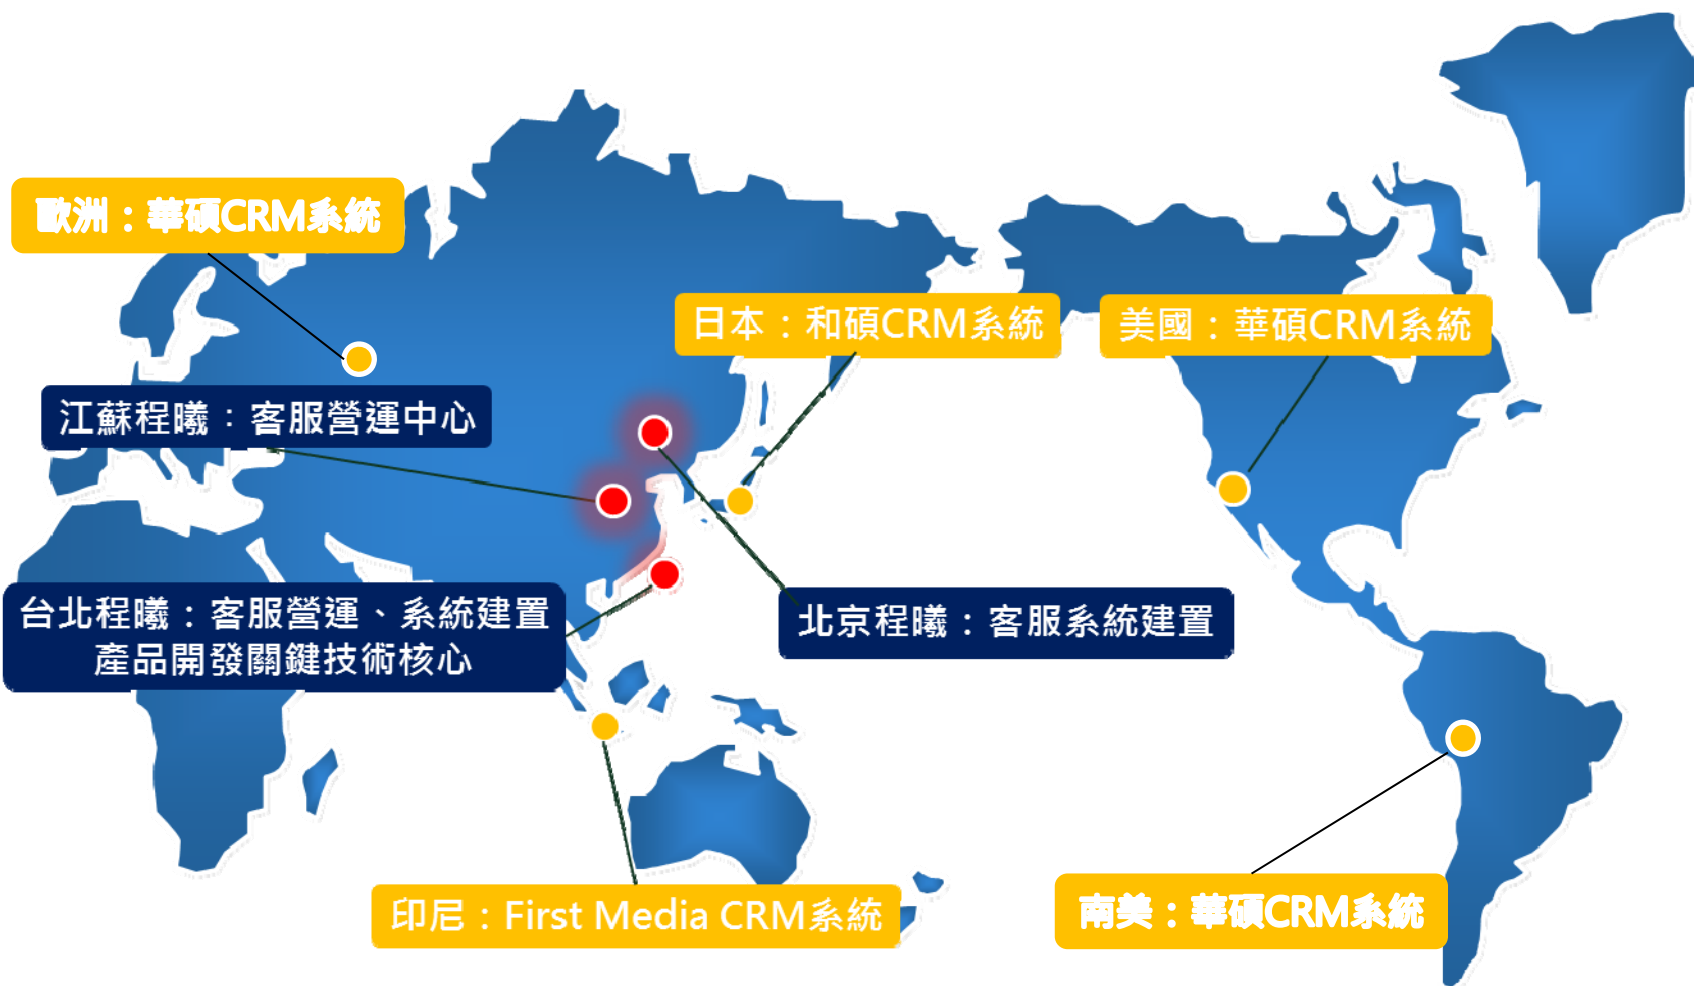 歐洲：華碩CRM系統
日本：和碩CRM系統
美國：華碩CRM系統
江蘇程曦：客服營運中心
台北程曦：客服營運、系統建置
產品開發關鍵技術核心
北京程曦：客服系統建置
印尼：First Media CRM系統
南美：華碩CRM系統